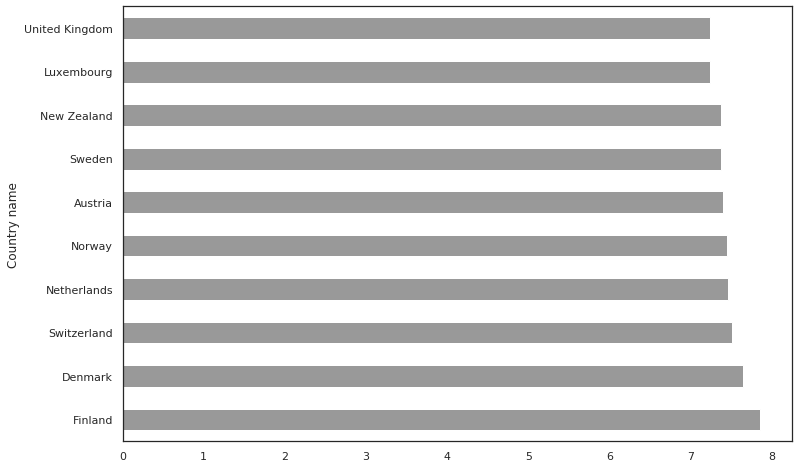 Country name
United Kingdom
Luxembourg
New Zealand
Sweden
Austria
Norway
Netherlands
Switzerland
Denmark
Finland
0 1 2 3 4 5 6 7 8